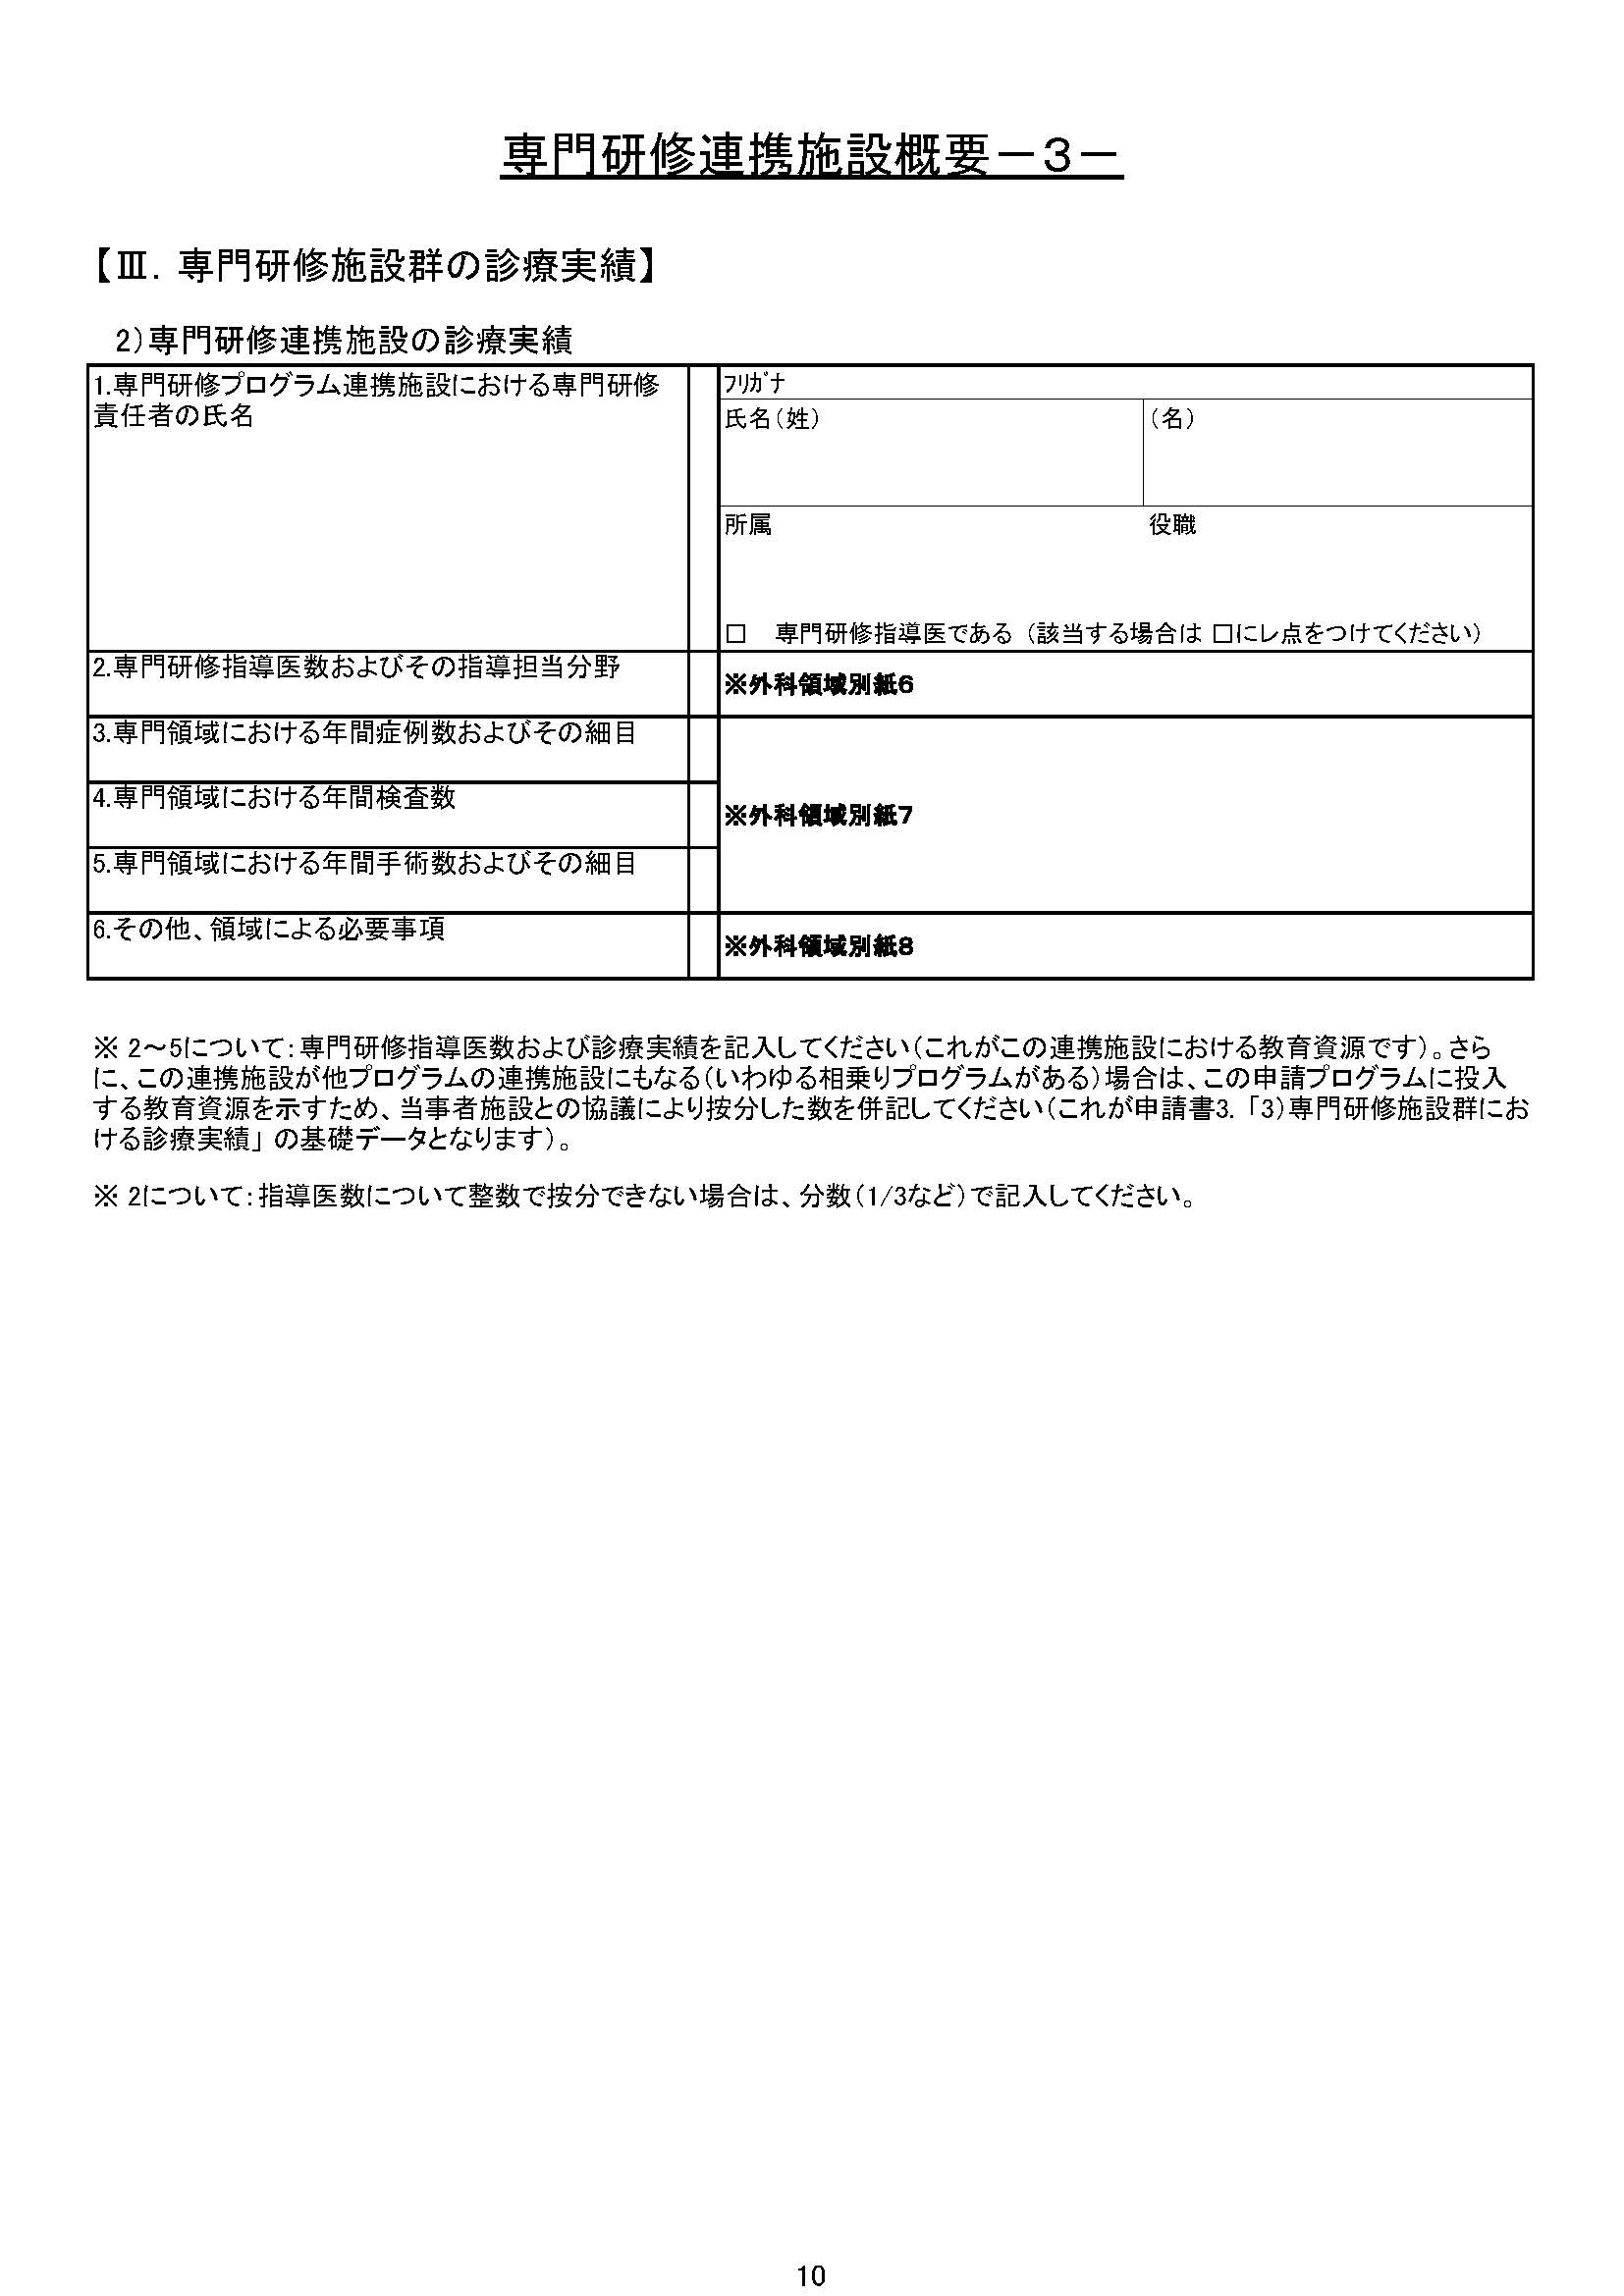 専門研修連携施設概要－３－
【Ⅲ．専門研修施設群の診療実績】
2）専門研修連携施設の診療実績
1.専門研修プログラム連携施設における専門研修
責任者の氏名
ﾌﾘｶﾞﾅ
氏名（姓）
（名）
所属
役職
□　専門研修指導医である（該当する場合は □にレ点をつけてください）
2.専門研修指導医数およびその指導担当分野
※外科領域別紙6
3.専門領域における年間症例数およびその細目
4.専門領域における年間検査数
※外科領域別紙7
5.専門領域における年間手術数およびその細目
6.その他、領域による必要事項
※外科領域別紙8
※ 2～5について：専門研修指導医数および診療実績を記入してください（これがこの連携施設における教育資源です）。さら
に、この連携施設が他プログラムの連携施設にもなる（いわゆる相乗りプログラムがある）場合は、この申請プログラムに投入
する教育資源を示すため、当事者施設との協議により按分した数を併記してください（これが申請書3．「3）専門研修施設群にお
ける診療実績」の基礎データとなります）。
※ 2について：指導医数について整数で按分できない場合は、分数（1/3など）で記入してください。
10